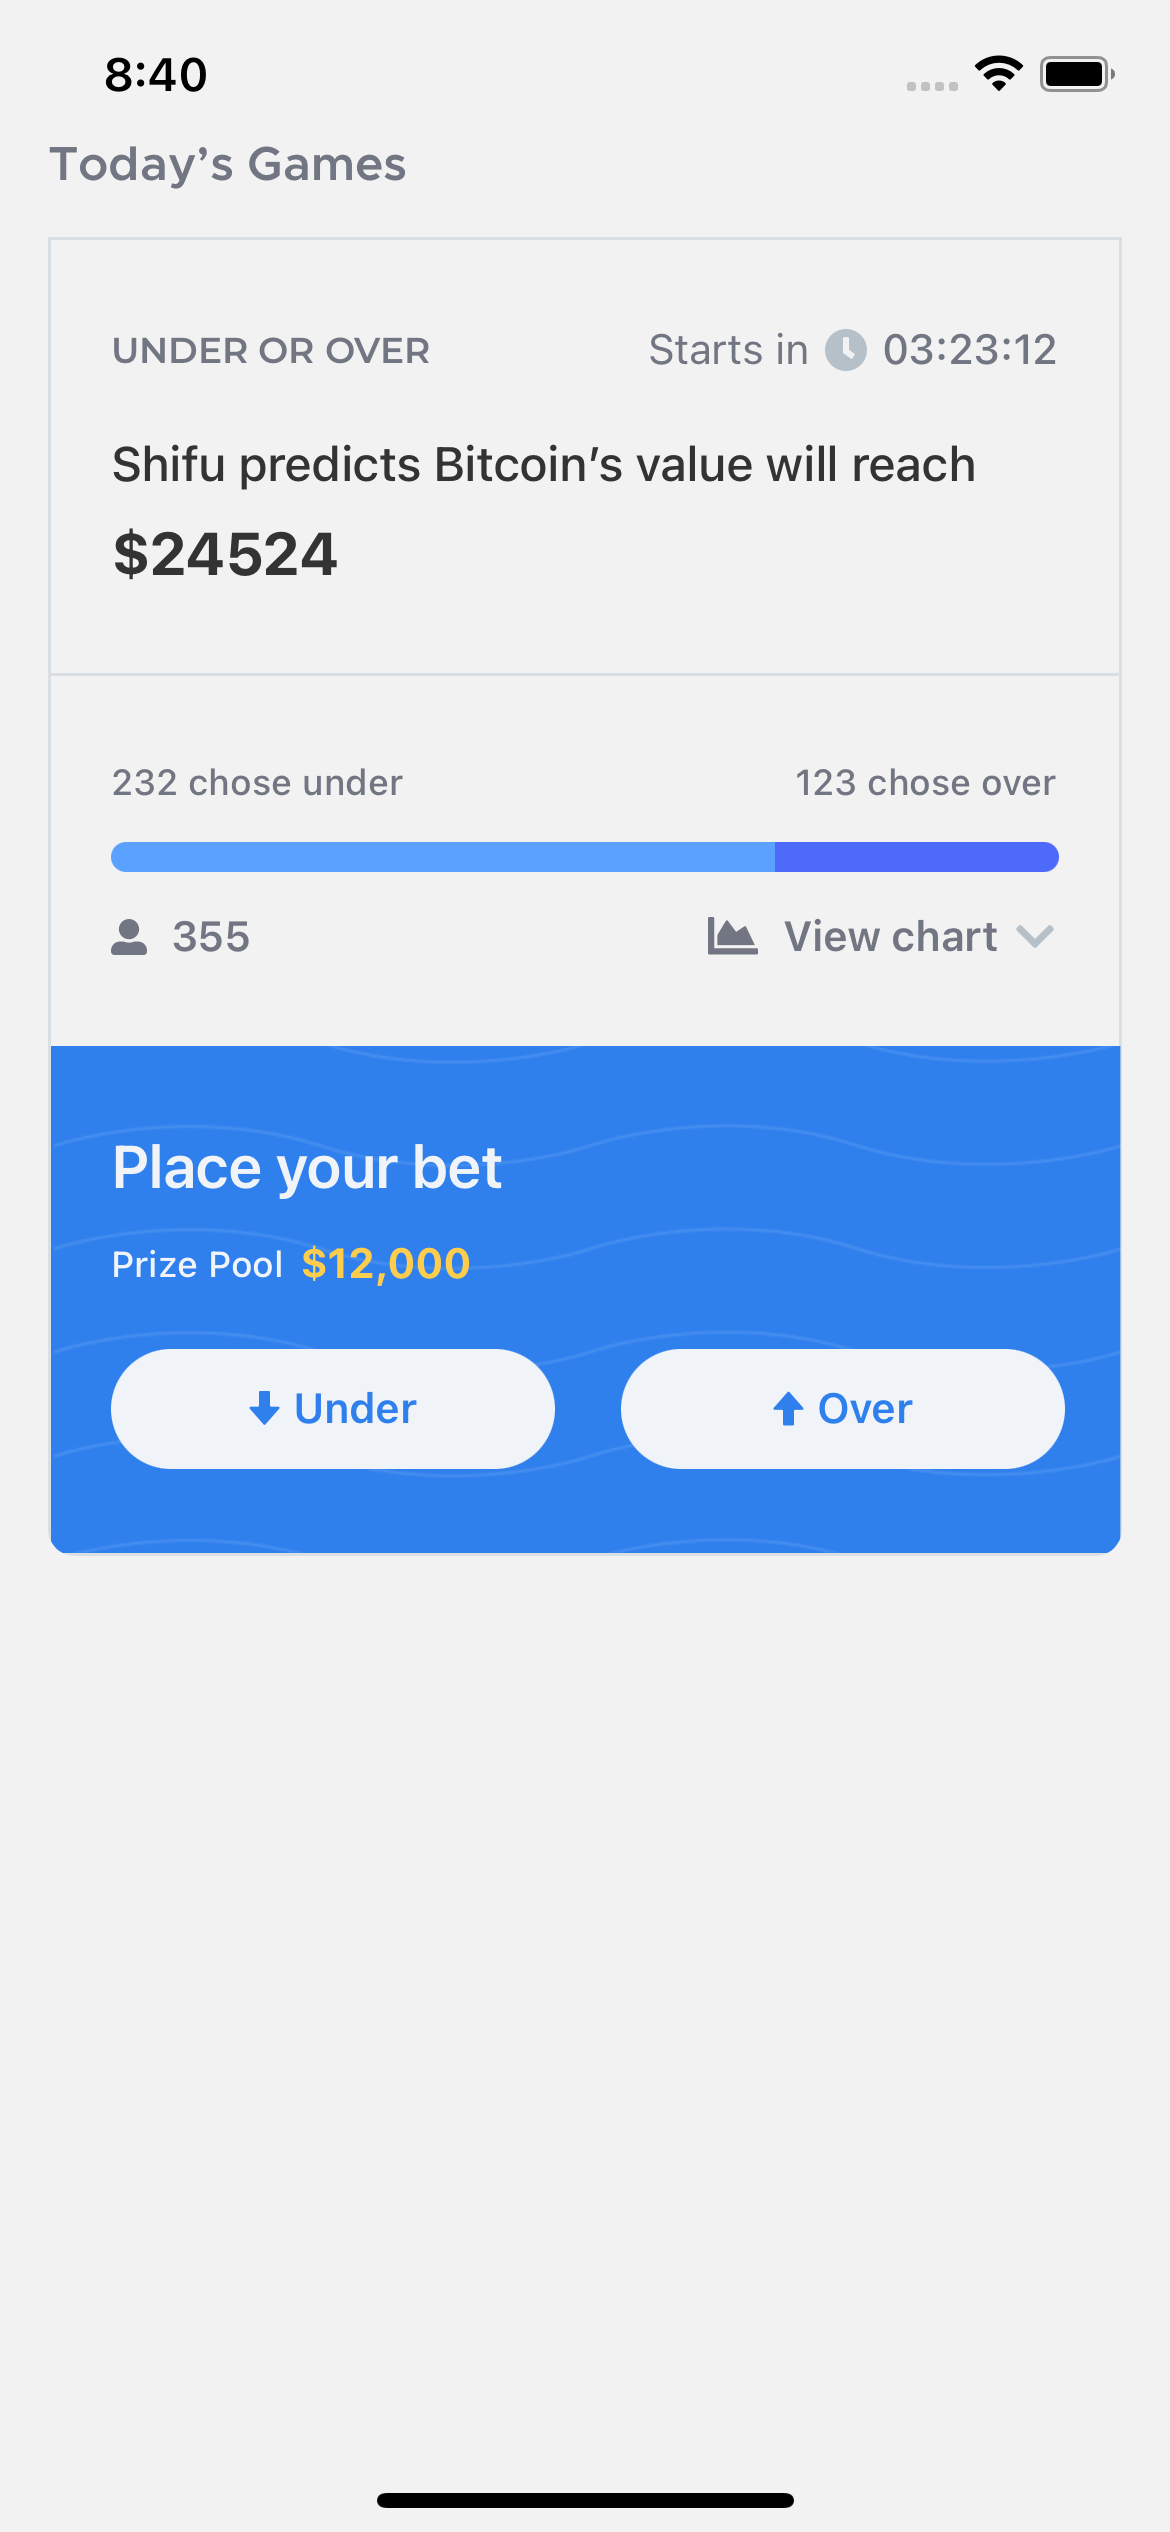 8:40
Today’s Games
UNDER OR OVER
Starts in 03:23:12
Shifu predicts Bitcoin’s value will reach
$24524
232 chose under
123 chose over
355
View chart
Place your bet
Prize Pool $12,000
Under
Over